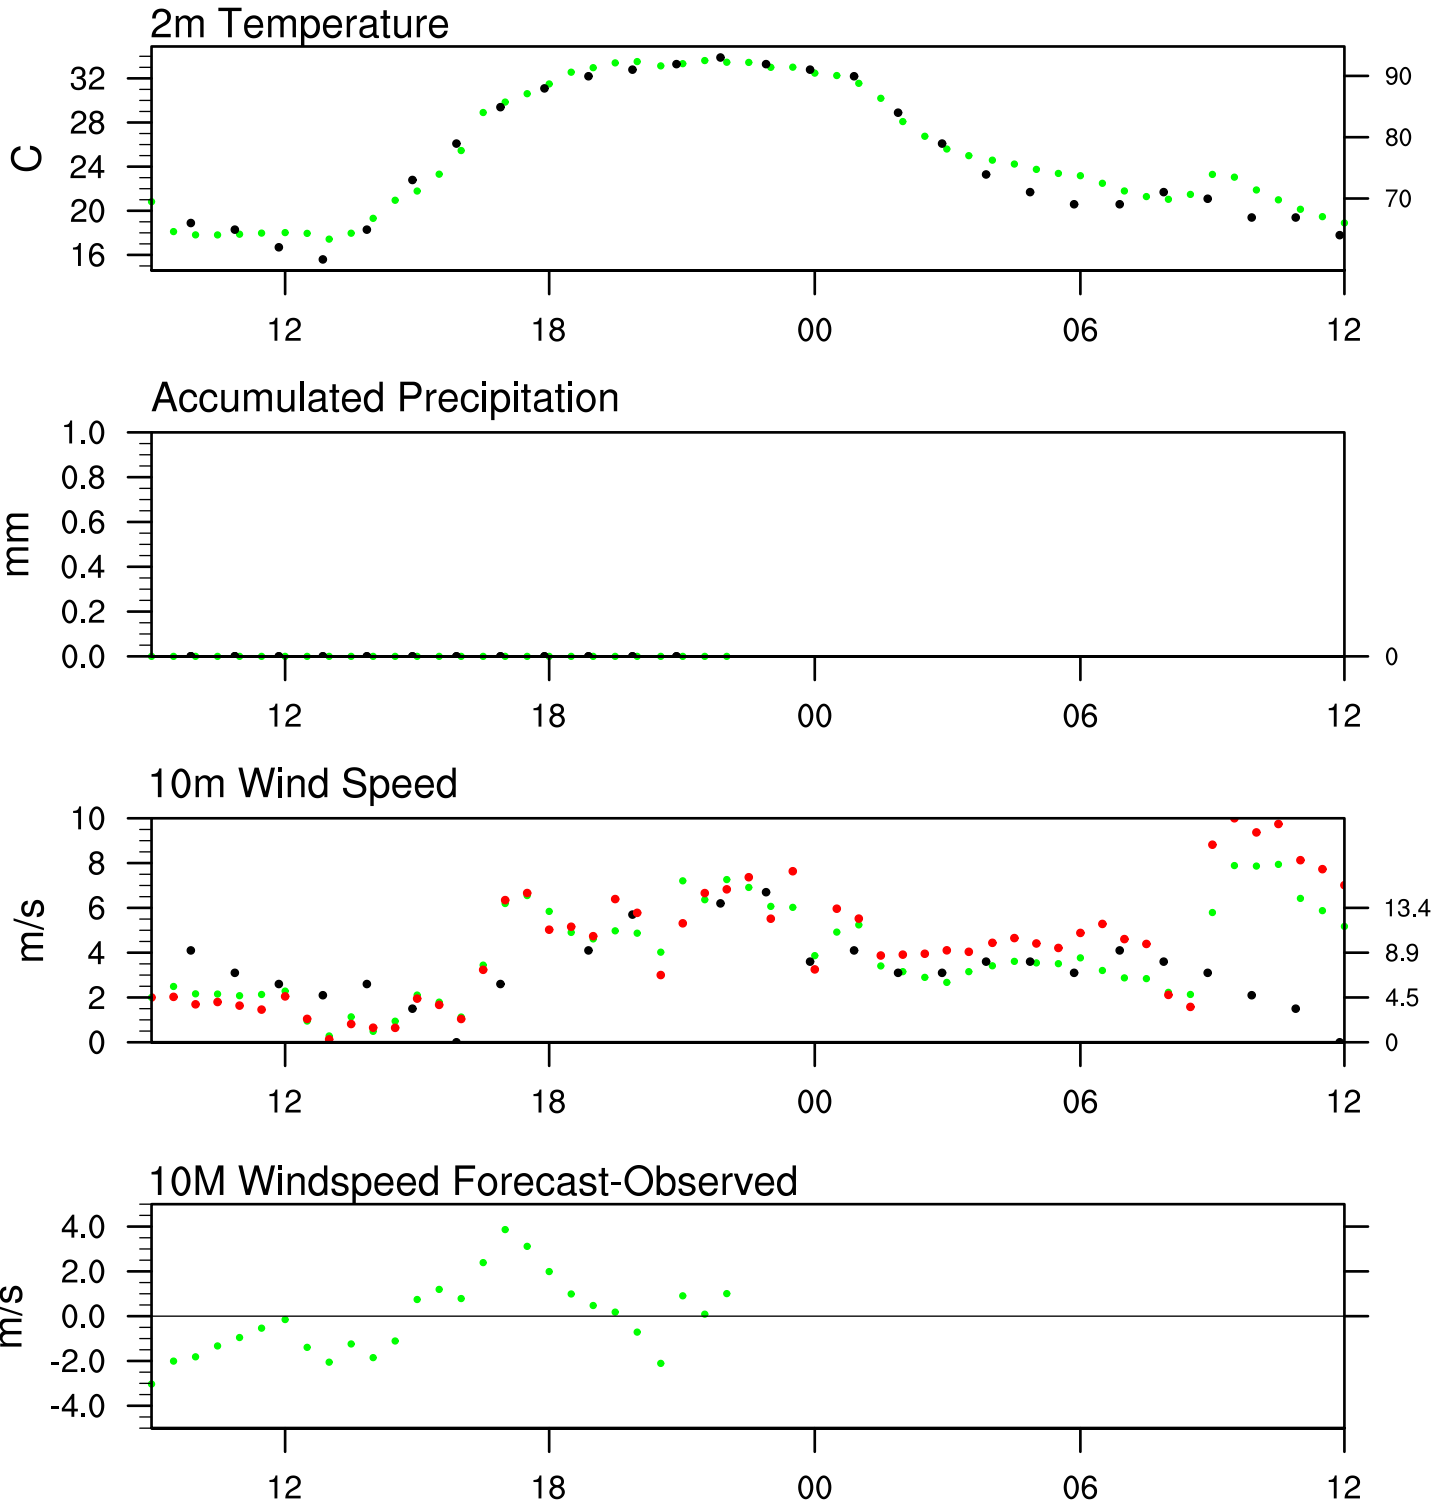 2m Temperature
32
28
24
20
16
C
90
80
70
12 18 00 06 12
Accumulated Precipitation
1.0
0.8
0.6
0.4
0.2
0.0
mm
0
12 18 00 06 12
10m Wind Speed
10
8
6
4
2
0
m/s
13.4
8.9
4.5
0
12 18 00 06 12
10M Windspeed Forecast-Observed
4.0
2.0
0.0
-2.0
-4.0
m/s
12 18 00 06 12